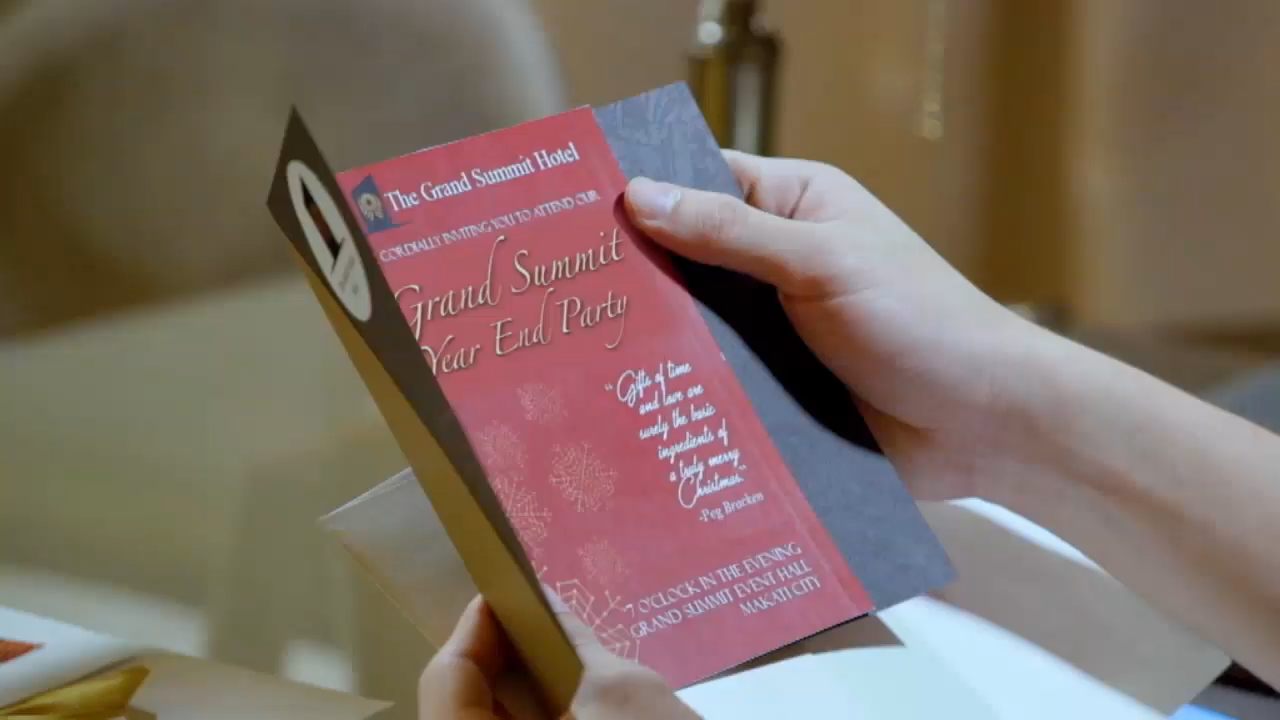 The Grand Summit Hotel
CORDIALLY INVITING YOU TO ATTEND OUR
Grand Summit
Year End Party
“Gifts of time
and love are
surely the basic
ingredients of
a truly merry
Christmas.”
-Peg Bracken
7 O'CLOCK IN THE EVENING
GRAND SUMMIT EVENT HALL
MAKATI CITY